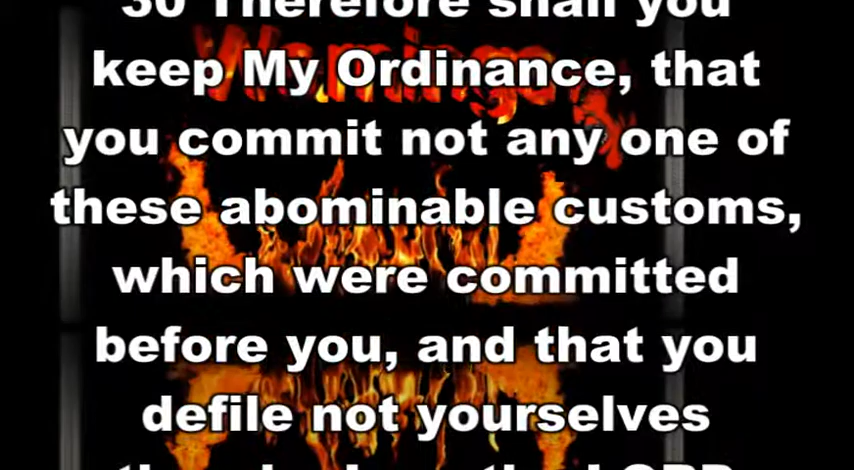 30 Therefore shall you
Warnings
keep My Ordinance, that
you commit not any one of
these abominable customs,
which were committed
before you, and that you
defile not yourselves